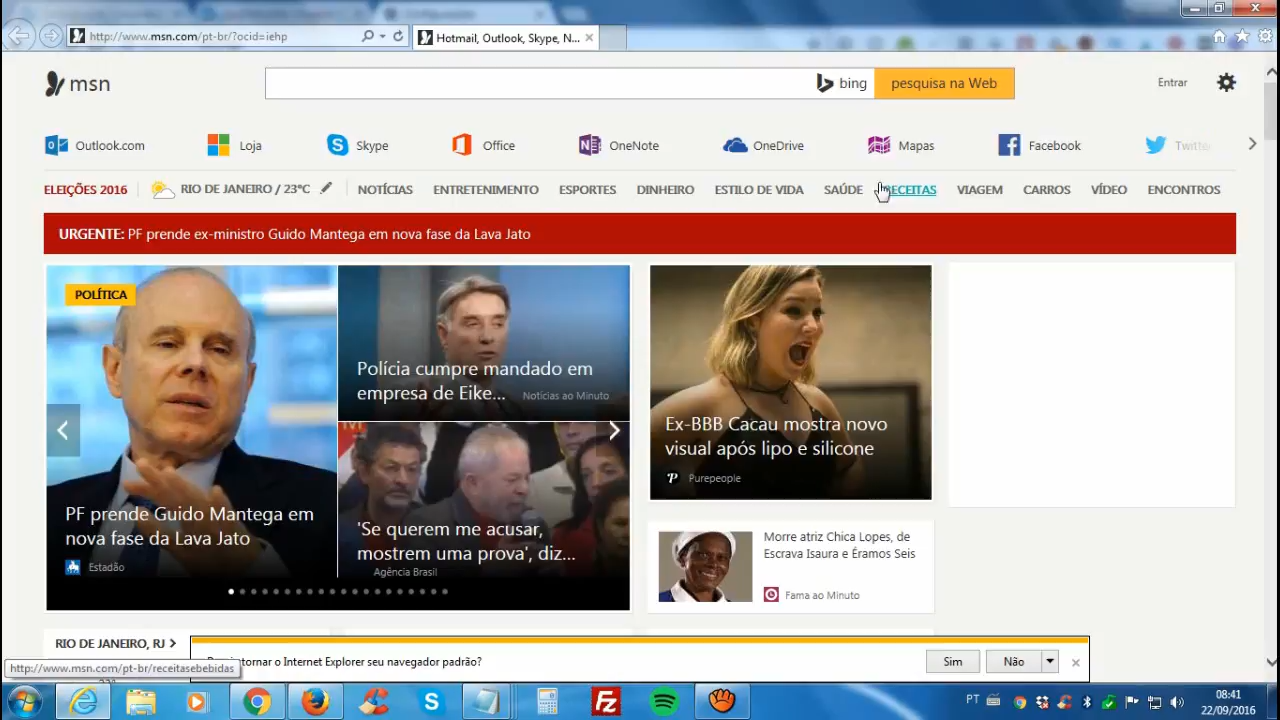 http://www.msn.com/pt-br/?ocid=iehp
Hotmail, Outlook, Skype, N...
msn
bing
pesquisa na Web
Entrar
Outlook.com
Loja
Skype
Office
OneNote
OneDrive
Mapas
Facebook
Twitte
ELEIÇÕES 2016
RIO DE JANEIRO / 23°C
NOTÍCIAS
ENTRETENIMENTO
ESPORTES
DINHEIRO
ESTILO DE VIDA
SAÚDE
RECEITAS
VIAGEM
CARROS
VÍDEO
ENCONTROS
URGENTE: PF prende ex-ministro Guido Mantega em nova fase da Lava Jato
POLÍTICA
PF prende Guido Mantega em
nova fase da Lava Jato
Estadão
Polícia cumpre mandado em
empresa de Eike...
Notícias ao Minuto
'Se querem me acusar,
mostrem uma prova', diz...
Agência Brasil
Ex-BBB Cacau mostra novo
visual após lipo e silicone
Purepeople
Morre atriz Chica Lopes, de
Escrava Isaura e Éramos Seis
Fama ao Minuto
RIO DE JANEIRO, RJ
tornar o Internet Explorer seu navegador padrão?
Sim
Não
http://www.msn.com/pt-br/receitasebebidas
PT
08:41
22/09/2016